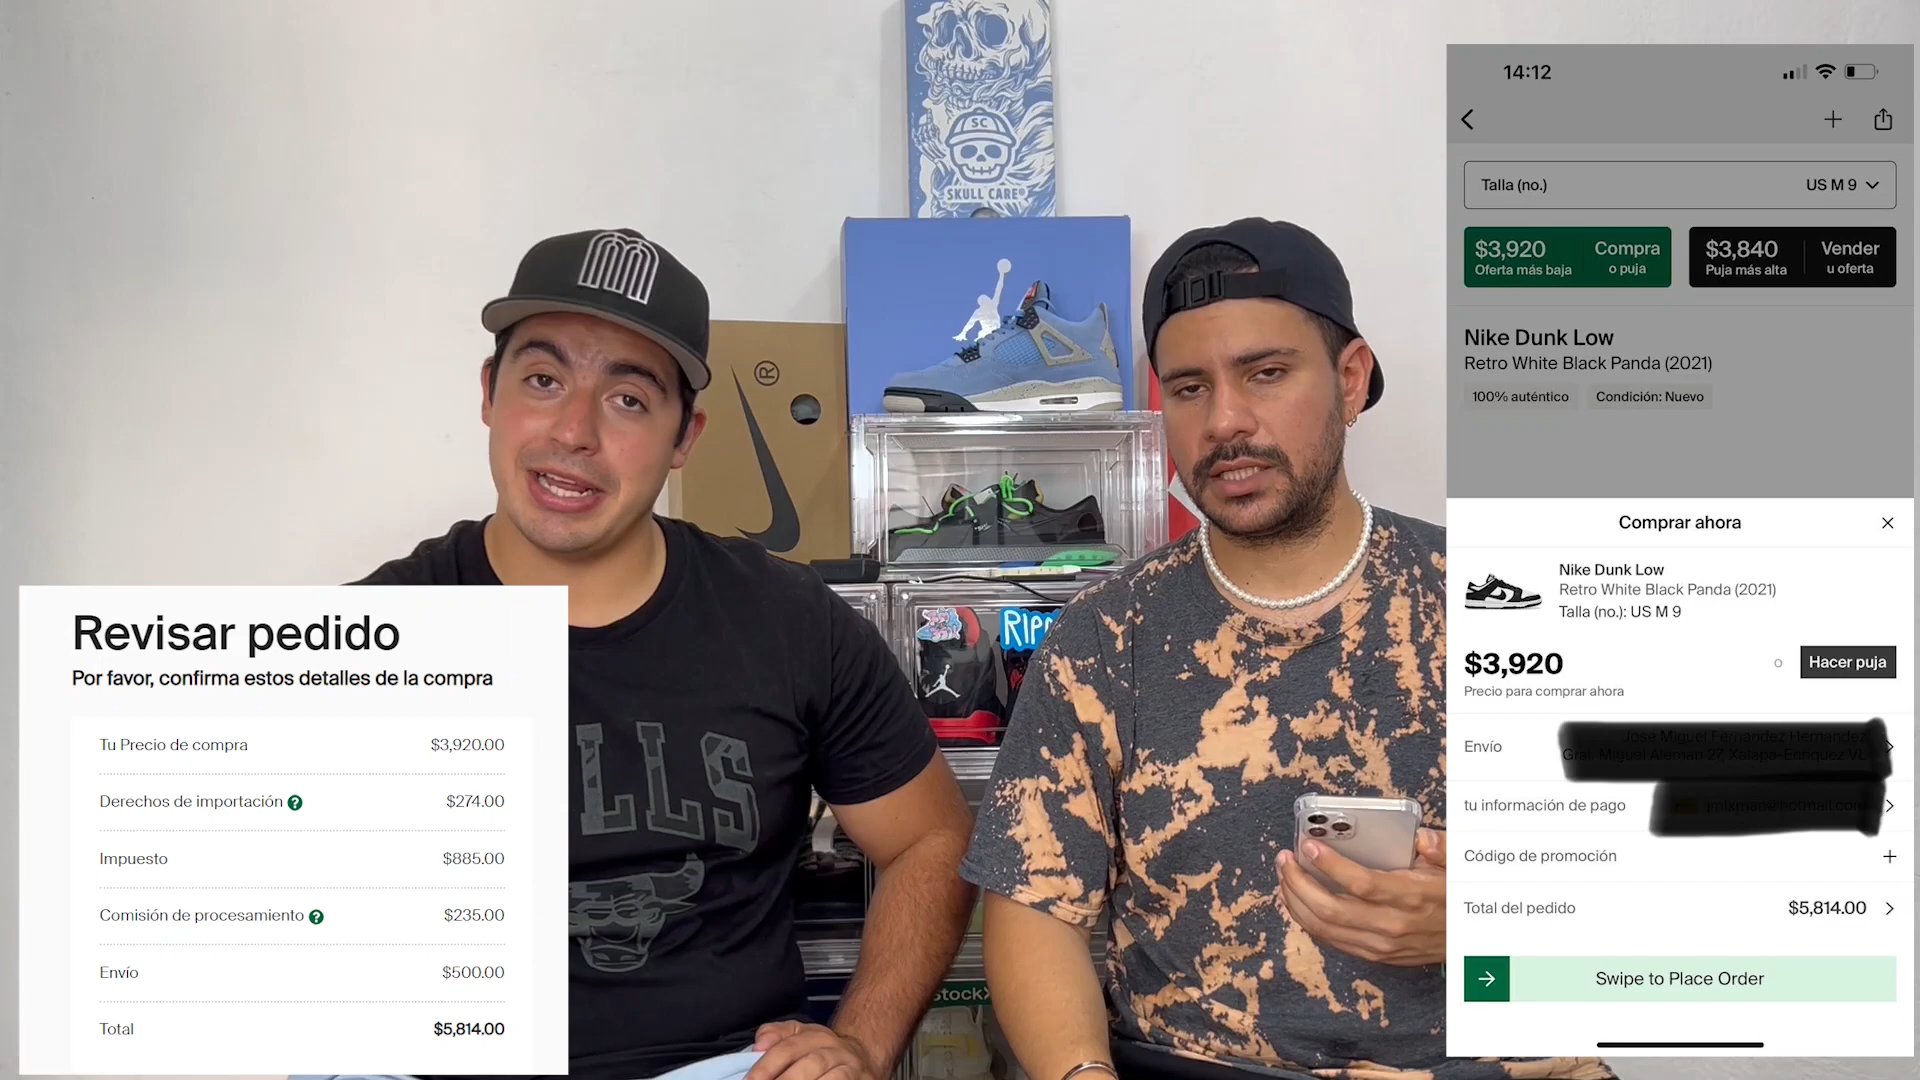 SC
SKULL CARE®
®
LLS
StockX
Revisar pedido
Por favor, confirma estos detalles de la compra
Tu Precio de compra $3,920.00
Derechos de importación ? $274.00
Impuesto $885.00
Comisión de procesamiento ? $235.00
Envío $500.00
Total $5,814.00
14:12
Talla (no.) US M 9
$3,920 Compra
Oferta más baja o puja
$3,840 Vender
Puja más alta u oferta
Nike Dunk Low
Retro White Black Panda (2021)
100% auténtico Condición: Nuevo
Comprar ahora
Nike Dunk Low
Retro White Black Panda (2021)
Talla (no.): US M 9
$3,920 o Hacer puja
Precio para comprar ahora
Envío
tu información de pago
Código de promoción
Total del pedido $5,814.00
Swipe to Place Order